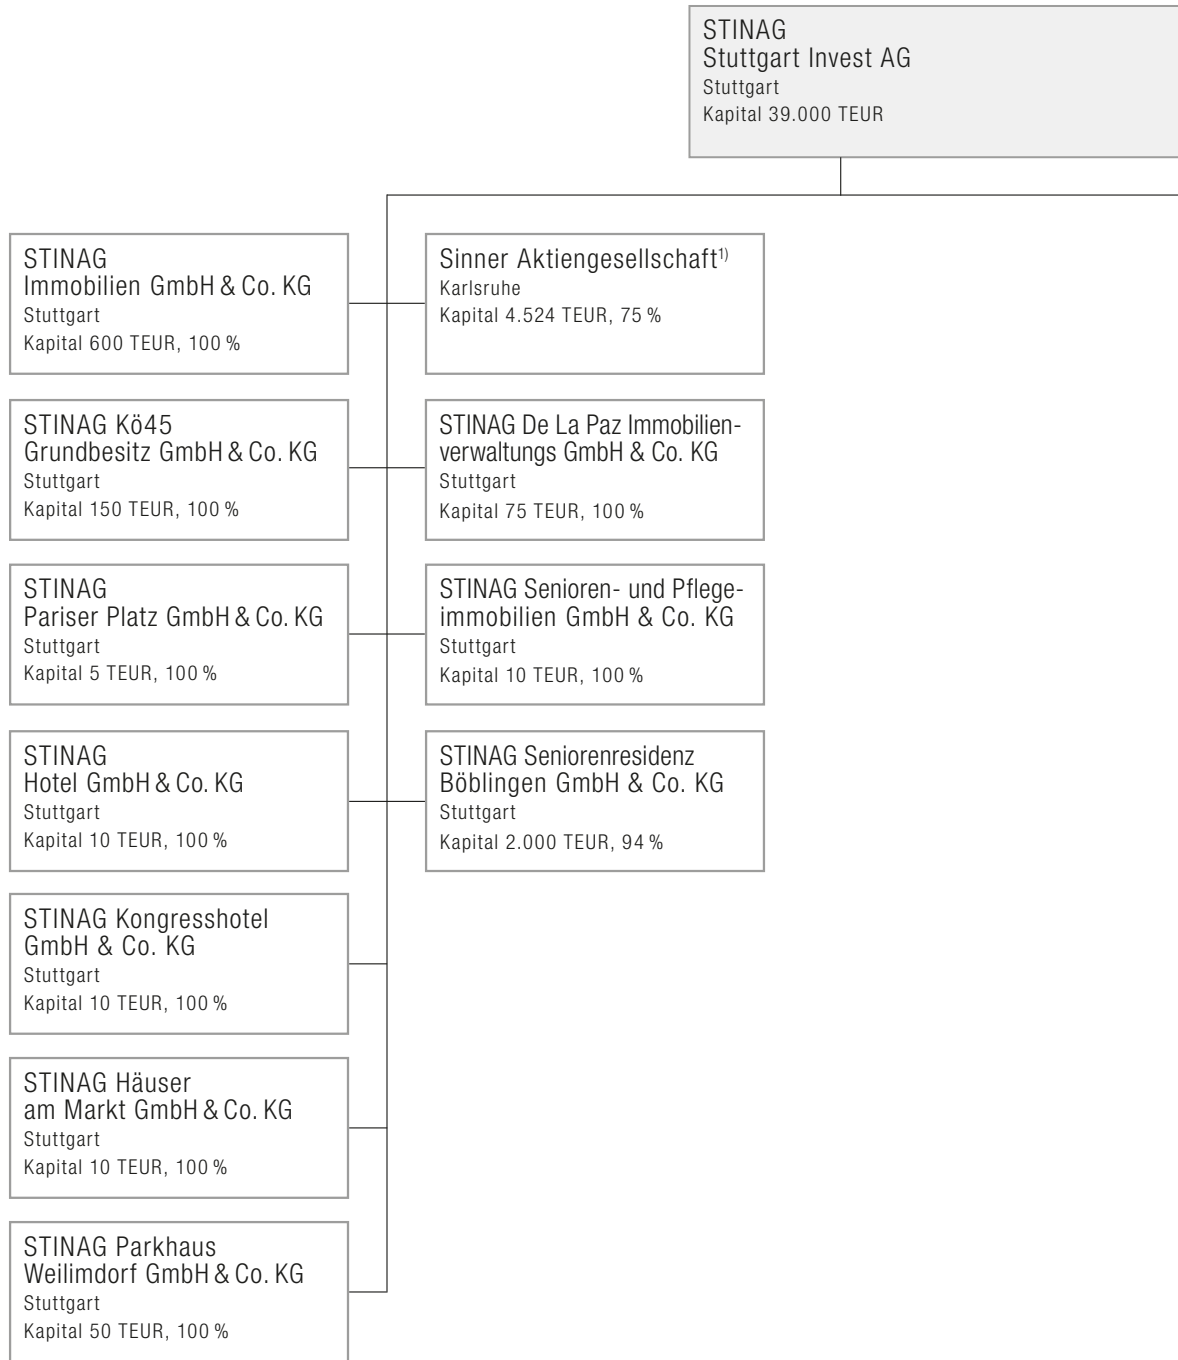 STINAG
Stuttgart Invest AG
Stuttgart
Kapital 39.000 TEUR
STINAG
Immobilien GmbH & Co. KG
Stuttgart
Kapital 600 TEUR, 100 %
Sinner Aktiengesellschaft1)
Karlsruhe
Kapital 4.524 TEUR, 75 %
STINAG Kö45
Grundbesitz GmbH & Co. KG
Stuttgart
Kapital 150 TEUR, 100 %
STINAG De La Paz Immobilien-
verwaltungs GmbH & Co. KG
Stuttgart
Kapital 75 TEUR, 100 %
STINAG
Pariser Platz GmbH & Co. KG
Stuttgart
Kapital 5 TEUR, 100 %
STINAG Senioren- und Pflege-
immobilien GmbH & Co. KG
Stuttgart
Kapital 10 TEUR, 100 %
STINAG
Hotel GmbH & Co. KG
Stuttgart
Kapital 10 TEUR, 100 %
STINAG Seniorenresidenz
Böblingen GmbH & Co. KG
Stuttgart
Kapital 2.000 TEUR, 94 %
STINAG Kongresshotel
GmbH & Co. KG
Stuttgart
Kapital 10 TEUR, 100 %
STINAG Häuser
am Markt GmbH & Co. KG
Stuttgart
Kapital 10 TEUR, 100 %
STINAG Parkhaus
Weilimdorf GmbH & Co. KG
Stuttgart
Kapital 50 TEUR, 100 %